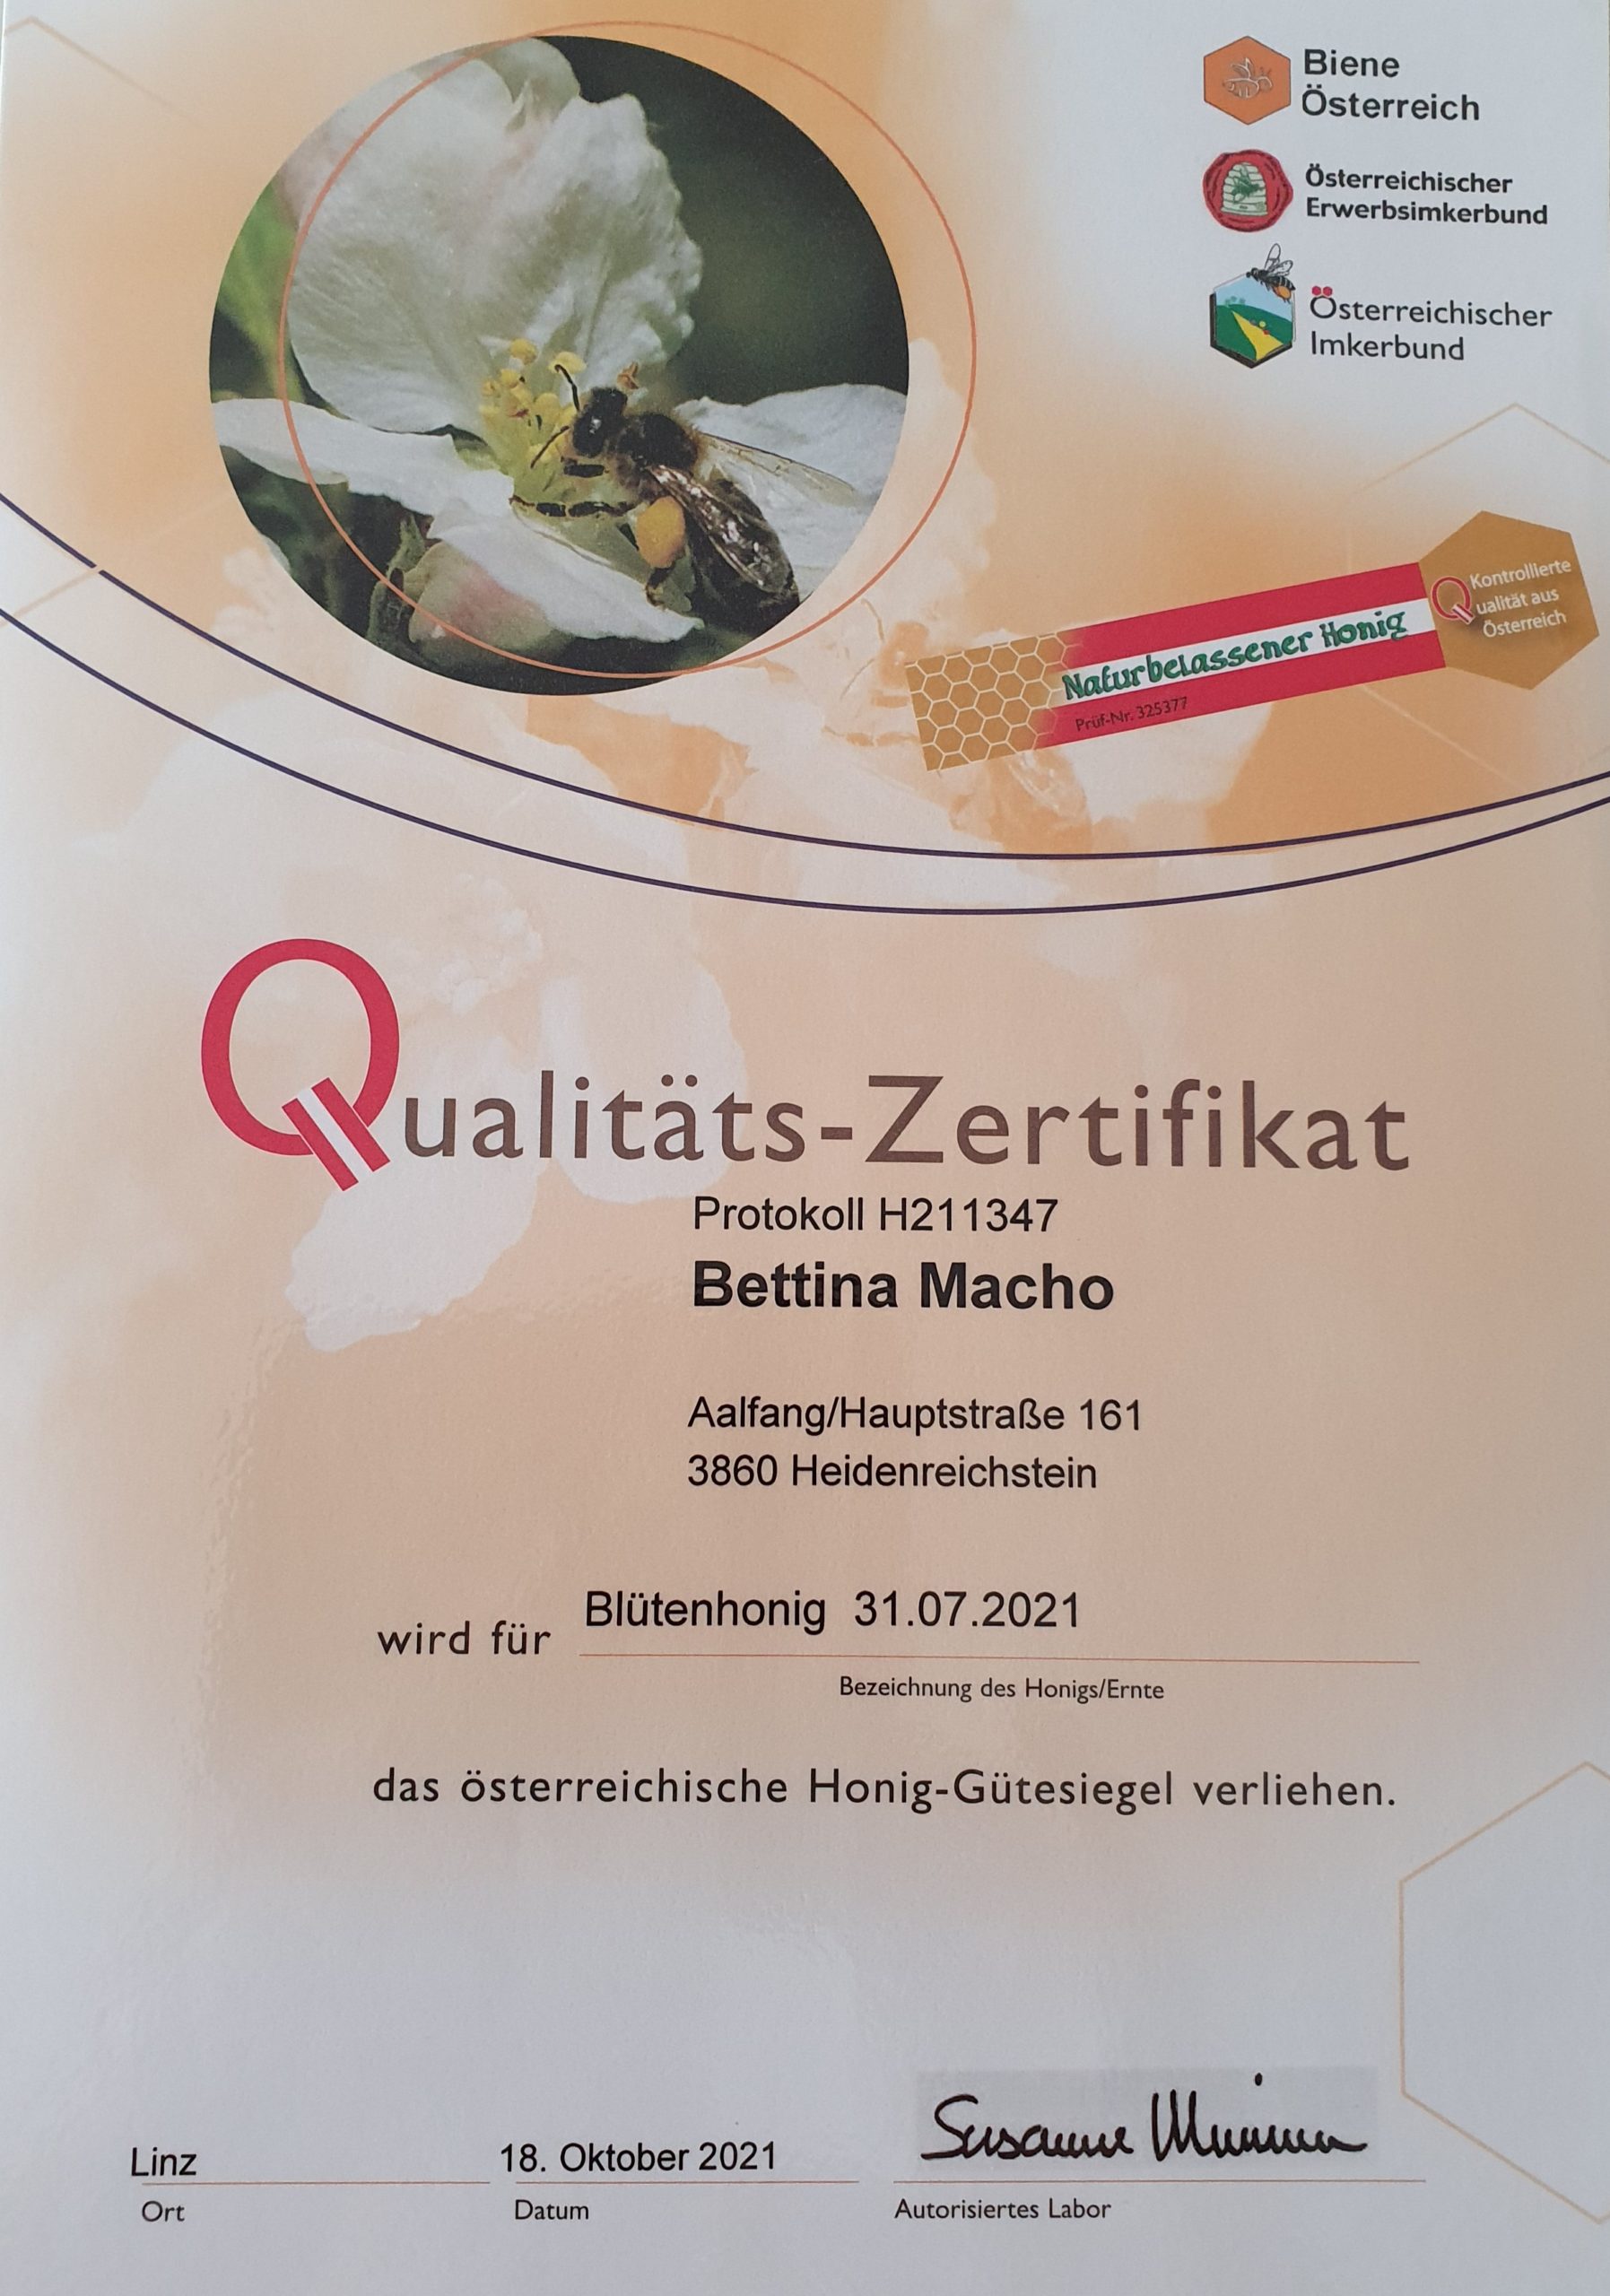 Biene
Österreich
Österreichischer
Erwerbsimkerbund
Österreichischer
Imkerbund
Kontrollierte
Qualität aus
Österreich
Naturbelassener Honig
Prüf-Nr. 325377
Qualitäts-Zertifikat
Protokoll H211347
Bettina Macho
Aalfang/Hauptstraße 161
3860 Heidenreichstein
wird für Blütenhonig 31.07.2021
Bezeichnung des Honigs/Ernte
das österreichische Honig-Gütesiegel verliehen.
Linz 18. Oktober 2021 Susanne
Ort Datum Autorisiertes Labor